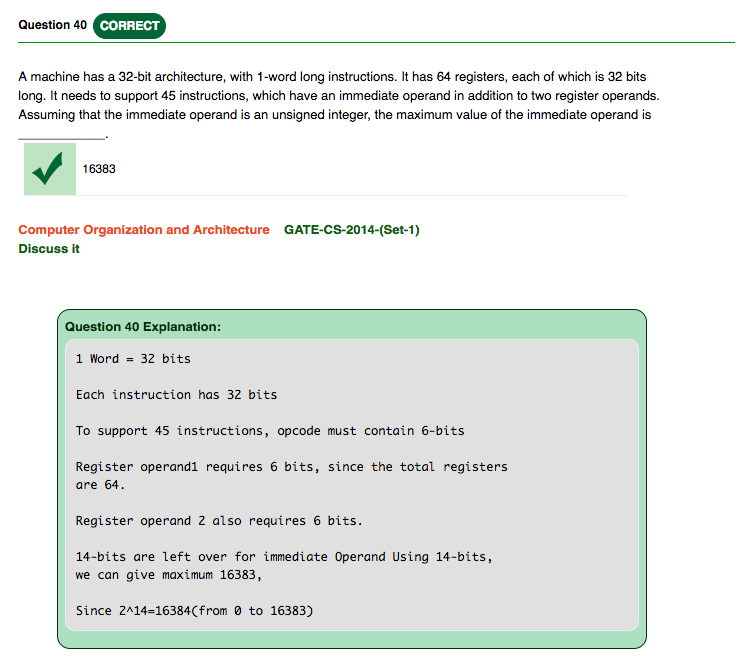 Question 40 CORRECT
A machine has a 32-bit architecture, with 1-word long instructions. It has 64 registers, each of which is 32 bits
long. It needs to support 45 instructions, which have an immediate operand in addition to two register operands.
Assuming that the immediate operand is an unsigned integer, the maximum value of the immediate operand is
____________.
16383
Computer Organization and Architecture GATE-CS-2014-(Set-1)
Discuss it
Question 40 Explanation:
1 Word = 32 bits
Each instruction has 32 bits
To support 45 instructions, opcode must contain 6-bits
Register operand1 requires 6 bits, since the total registers
are 64.
Register operand 2 also requires 6 bits.
14-bits are left over for immediate Operand Using 14-bits,
we can give maximum 16383,
Since 2^14=16384(from 0 to 16383)